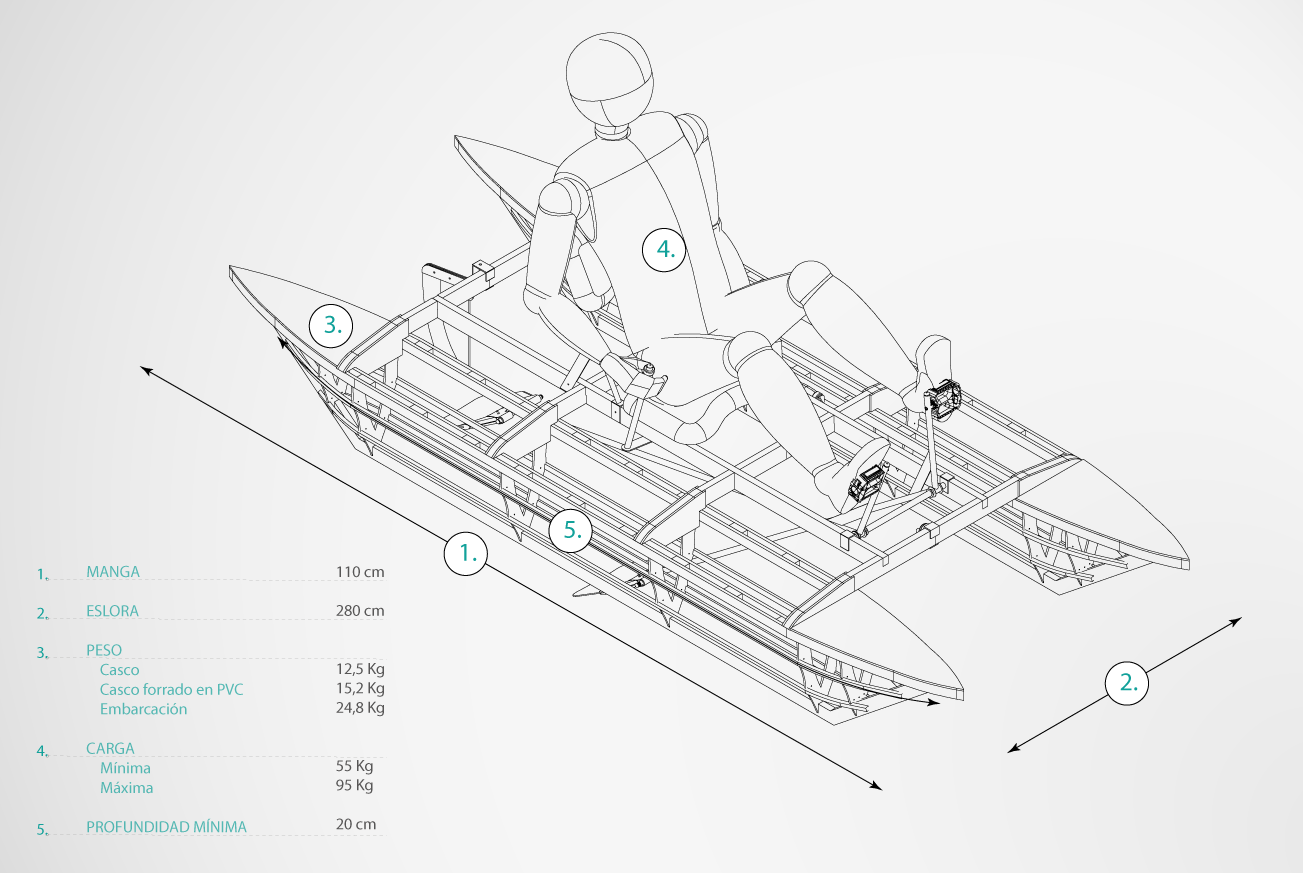 4.
3.
5.
1.
2.
1. MANGA 110 cm
2. ESLORA 280 cm
3. PESO
Casco 12,5 Kg
Casco forrado en PVC 15,2 Kg
Embarcación 24,8 Kg
4. CARGA
Mínima 55 Kg
Máxima 95 Kg
5. PROFUNDIDAD MÍNIMA 20 cm